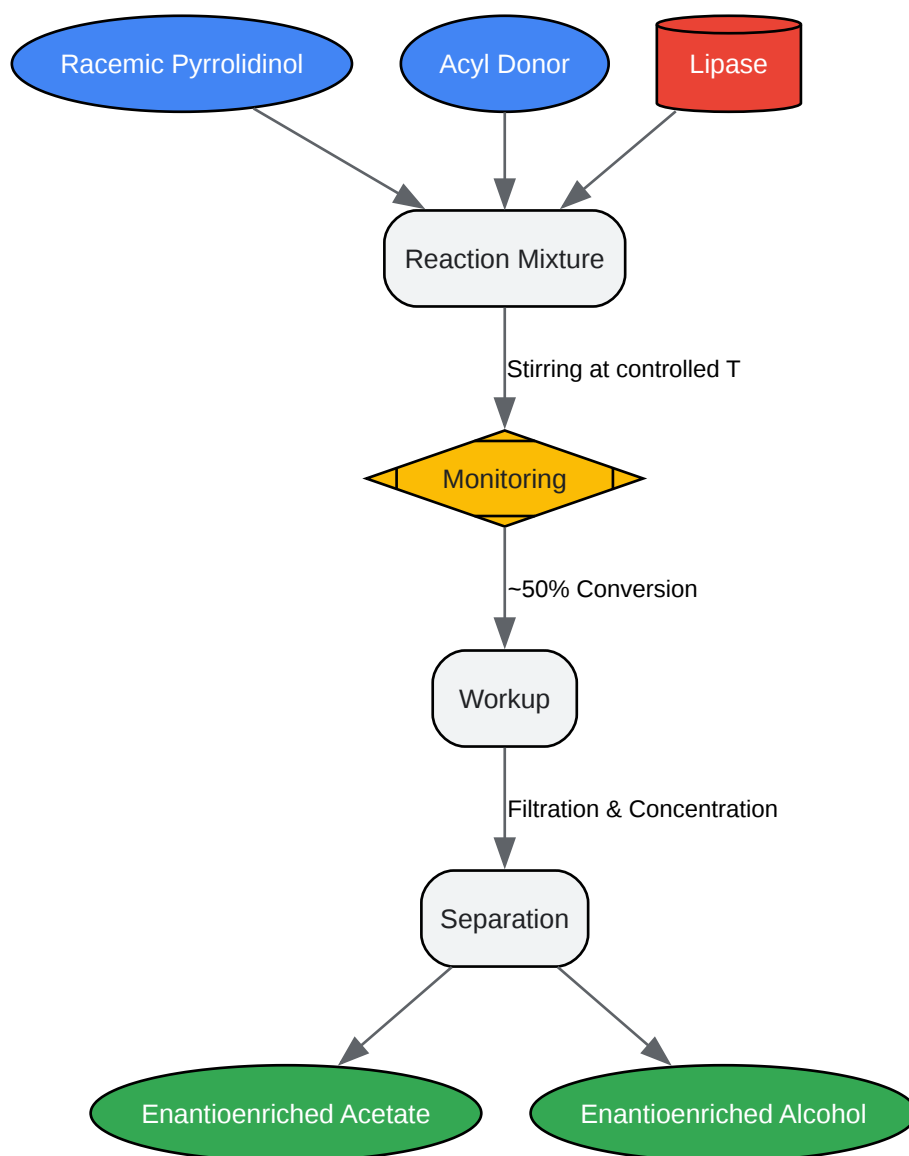 Racemic Pyrrolidinol
Acyl Donor
Lipase
Reaction Mixture
Stirring at controlled T
Monitoring
~50% Conversion
Workup
Filtration & Concentration
Separation
Enantioenriched Acetate
Enantioenriched Alcohol